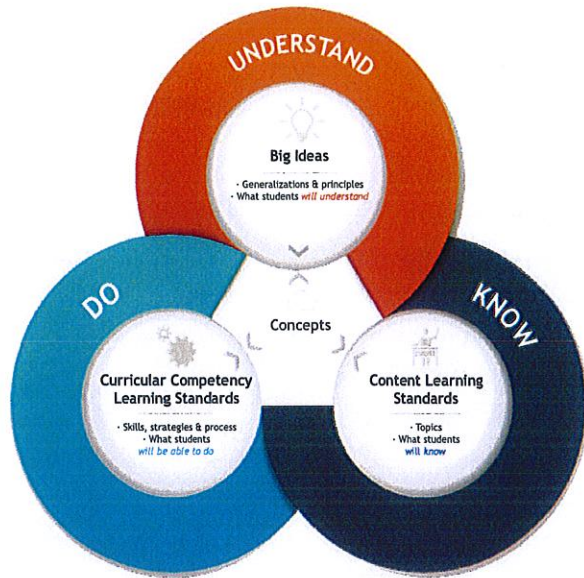 UNDERSTAND
Big Ideas
· Generalizations & principles
· What students will understand
DO
KNOW
Concepts
Curricular Competency
Learning Standards
· Skills, strategies & process
· What students
will be able to do
Content Learning
Standards
· Topics
· What students
will know